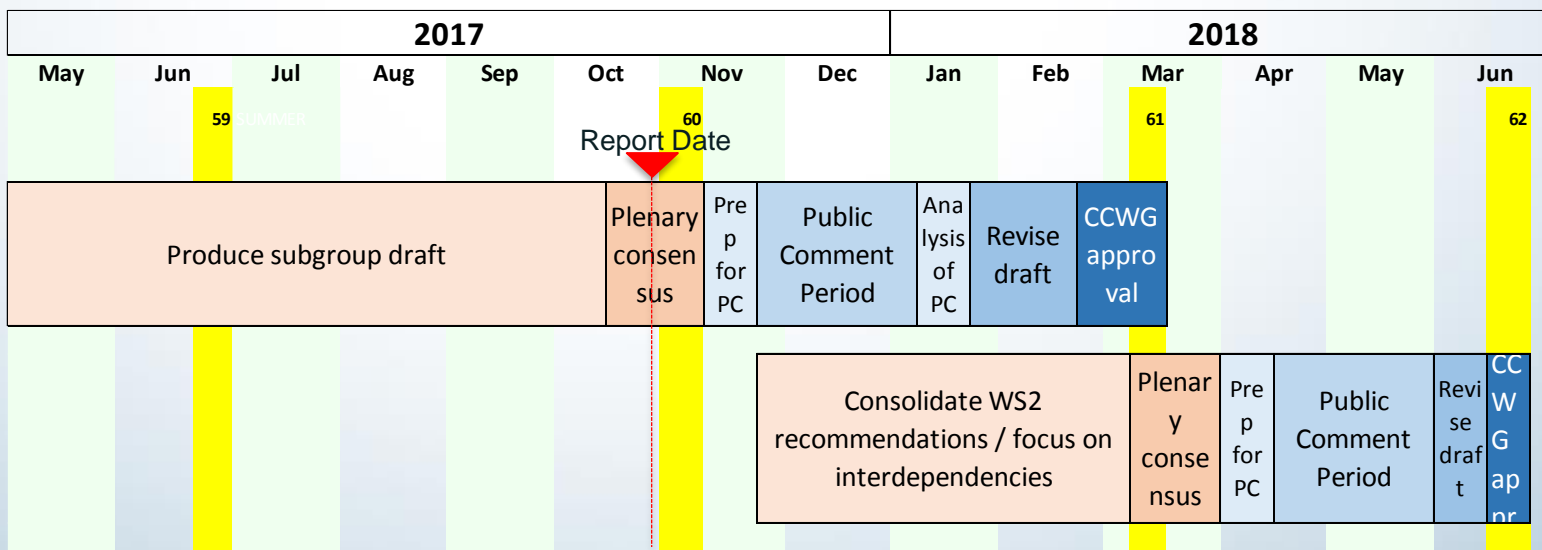 2017 2018
May Jun Jul Aug Sep Oct Nov Dec Jan Feb Mar Apr May Jun
59 SUMMER 60 61 62
Report Date
Produce subgroup draft
Plenary
consen
sus
Pre
p
for
PC
Public
Comment
Period
Ana
lysis
of
PC
Revise
draft
CCWG
appro
val
Consolidate WS2
recommendations / focus on
interdependencies
Plenar
y
conse
nsus
Pre
p
for
PC
Public
Comment
Period
Revi
se
draf
t
CC
W
G
ap
pr